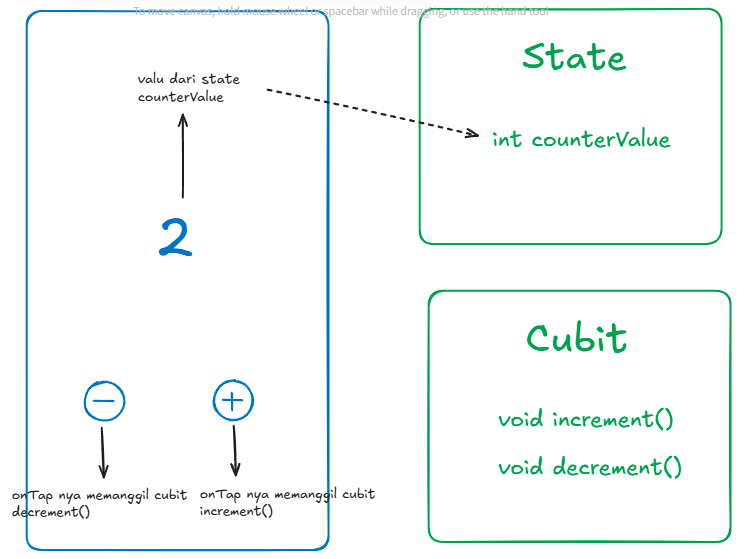 To move canvas, hold mouse wheel or spacebar while dragging, or use the hand tool
valu dari state
counterValue
2
−
+
onTap nya memanggil cubit
decrement()
onTap nya memanggil cubit
increment()
State
int counterValue
Cubit
void increment()
void decrement()